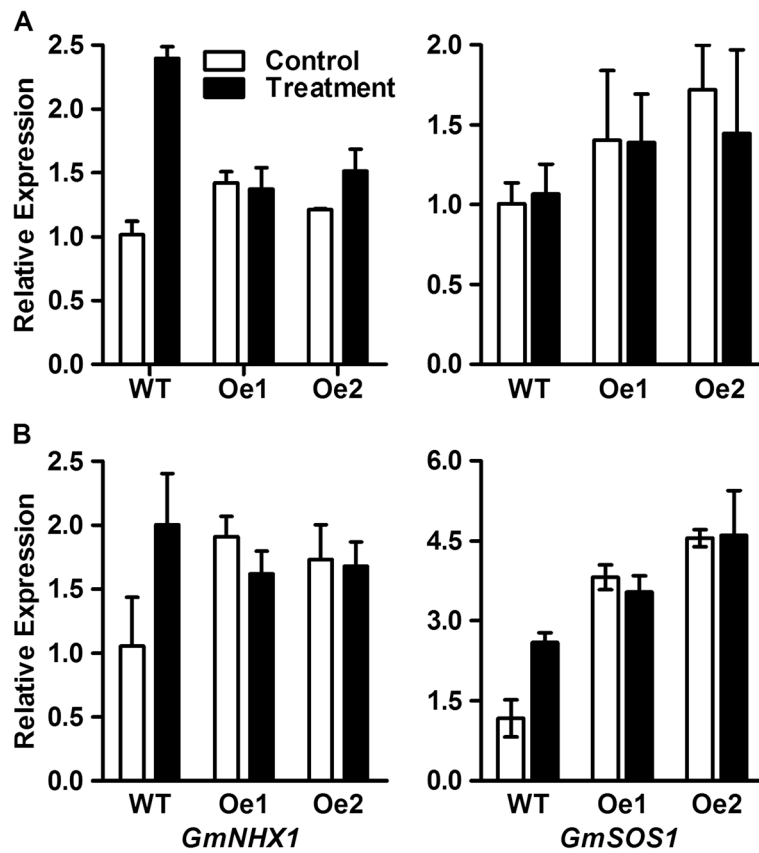 A
Relative Expression
2.5
2.0
1.5
1.0
0.5
0.0
Control
Treatment
WT Oe1 Oe2
2.0
1.5
1.0
0.5
0.0
WT Oe1 Oe2
B
Relative Expression
2.5
2.0
1.5
1.0
0.5
0.0
WT Oe1 Oe2
GmNHX1
6.0
4.5
3.0
1.5
0.0
WT Oe1 Oe2
GmSOS1